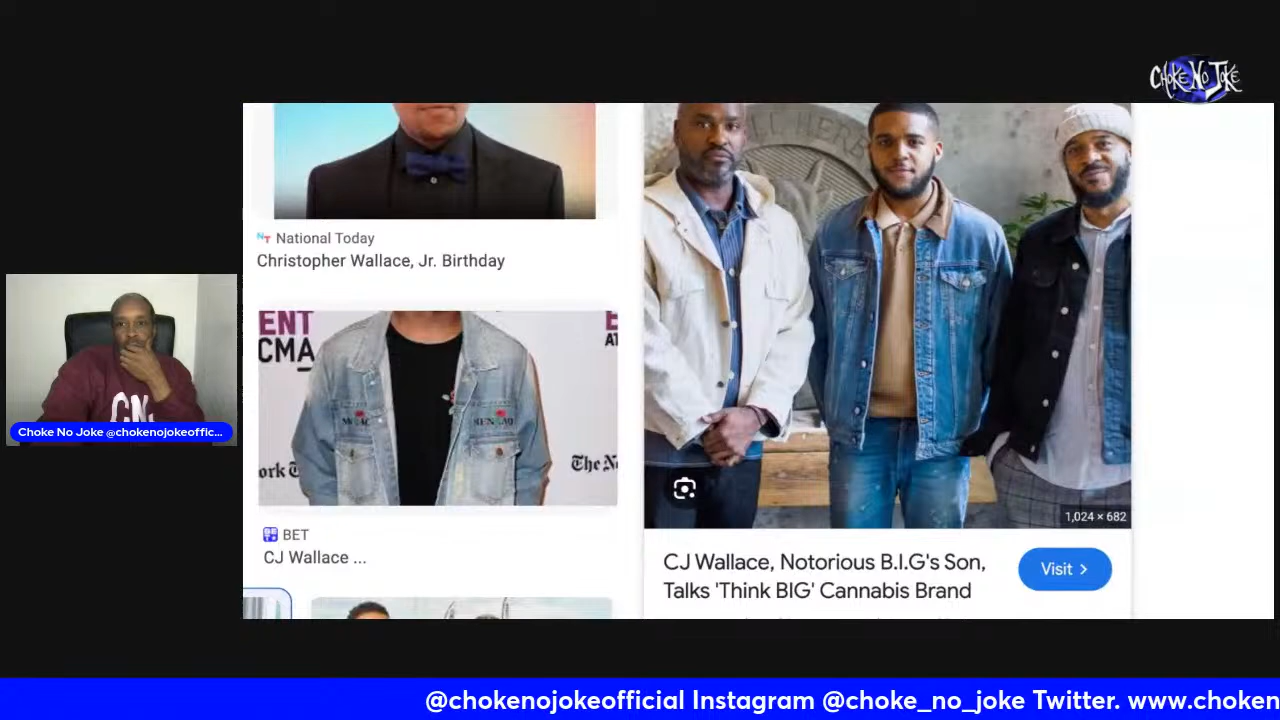 CHOKE NO JOKE
National Today
Christopher Wallace, Jr. Birthday
ENT
CMA
ork T
The N
BET
CJ Wallace ...
1,024 × 682
CJ Wallace, Notorious B.I.G's Son,
Talks 'Think BIG' Cannabis Brand
Visit >
CNJ
Choke No Joke @chokenojokeoffic...
@chokenojokeofficial Instagram @choke_no_joke Twitter. www.choken